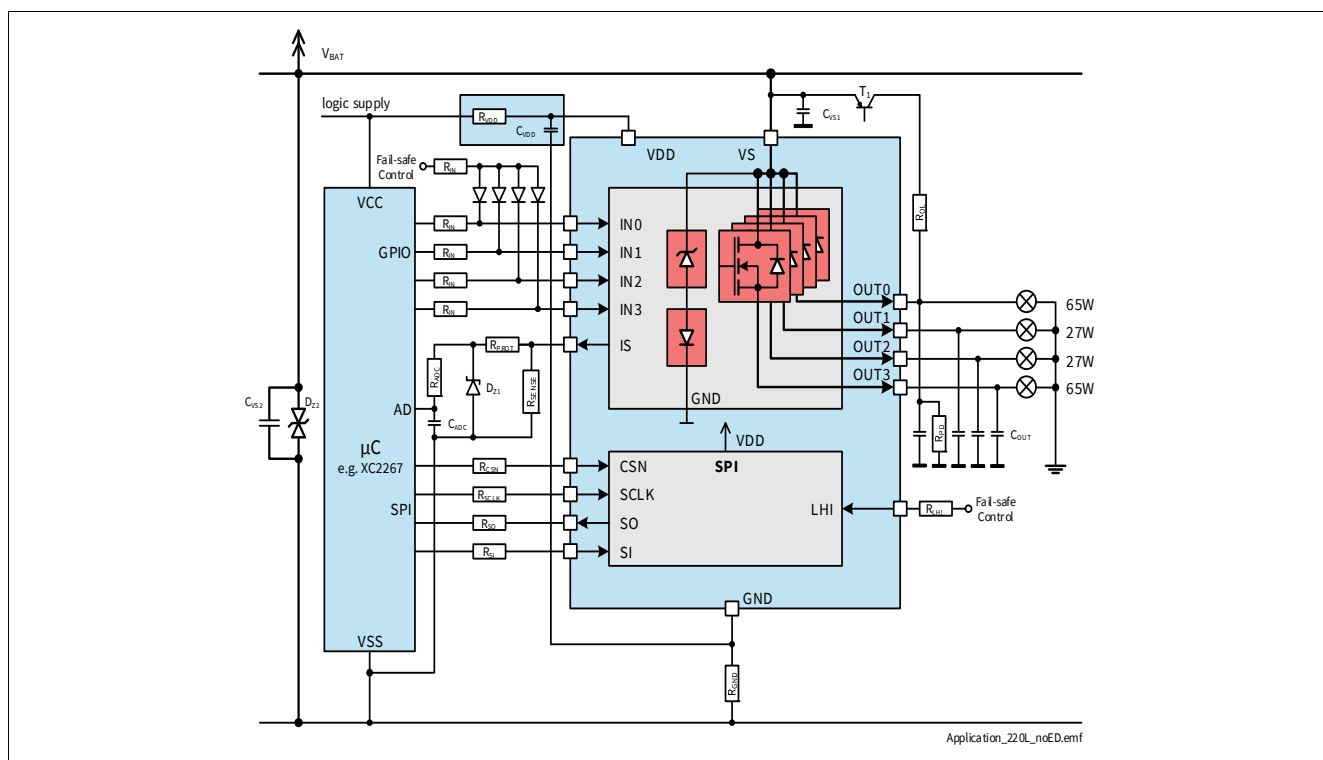 VBAT
T1
logic supply
RVDD
CVDD
CVS1
VDD
VS
Fail-safe
Control
RIN
VCC
ROL
RIN
IN0
GPIO
RIN
IN1
RIN
IN2
OUT0
65W
RIN
IN3
OUT1
27W
RPROT
IS
OUT2
27W
RADC
DZ1
RSENSE
OUT3
65W
CVS2
DZ2
AD
CADC
GND
RPD
COUT
µC
e.g. XC2267
VDD
RCSN
CSN
SPI
RSCLK
SCLK
SPI
LHI
RLHI
Fail-safe
Control
RSO
SO
RSI
SI
GND
VSS
RGND
Application_220L_noED.emf